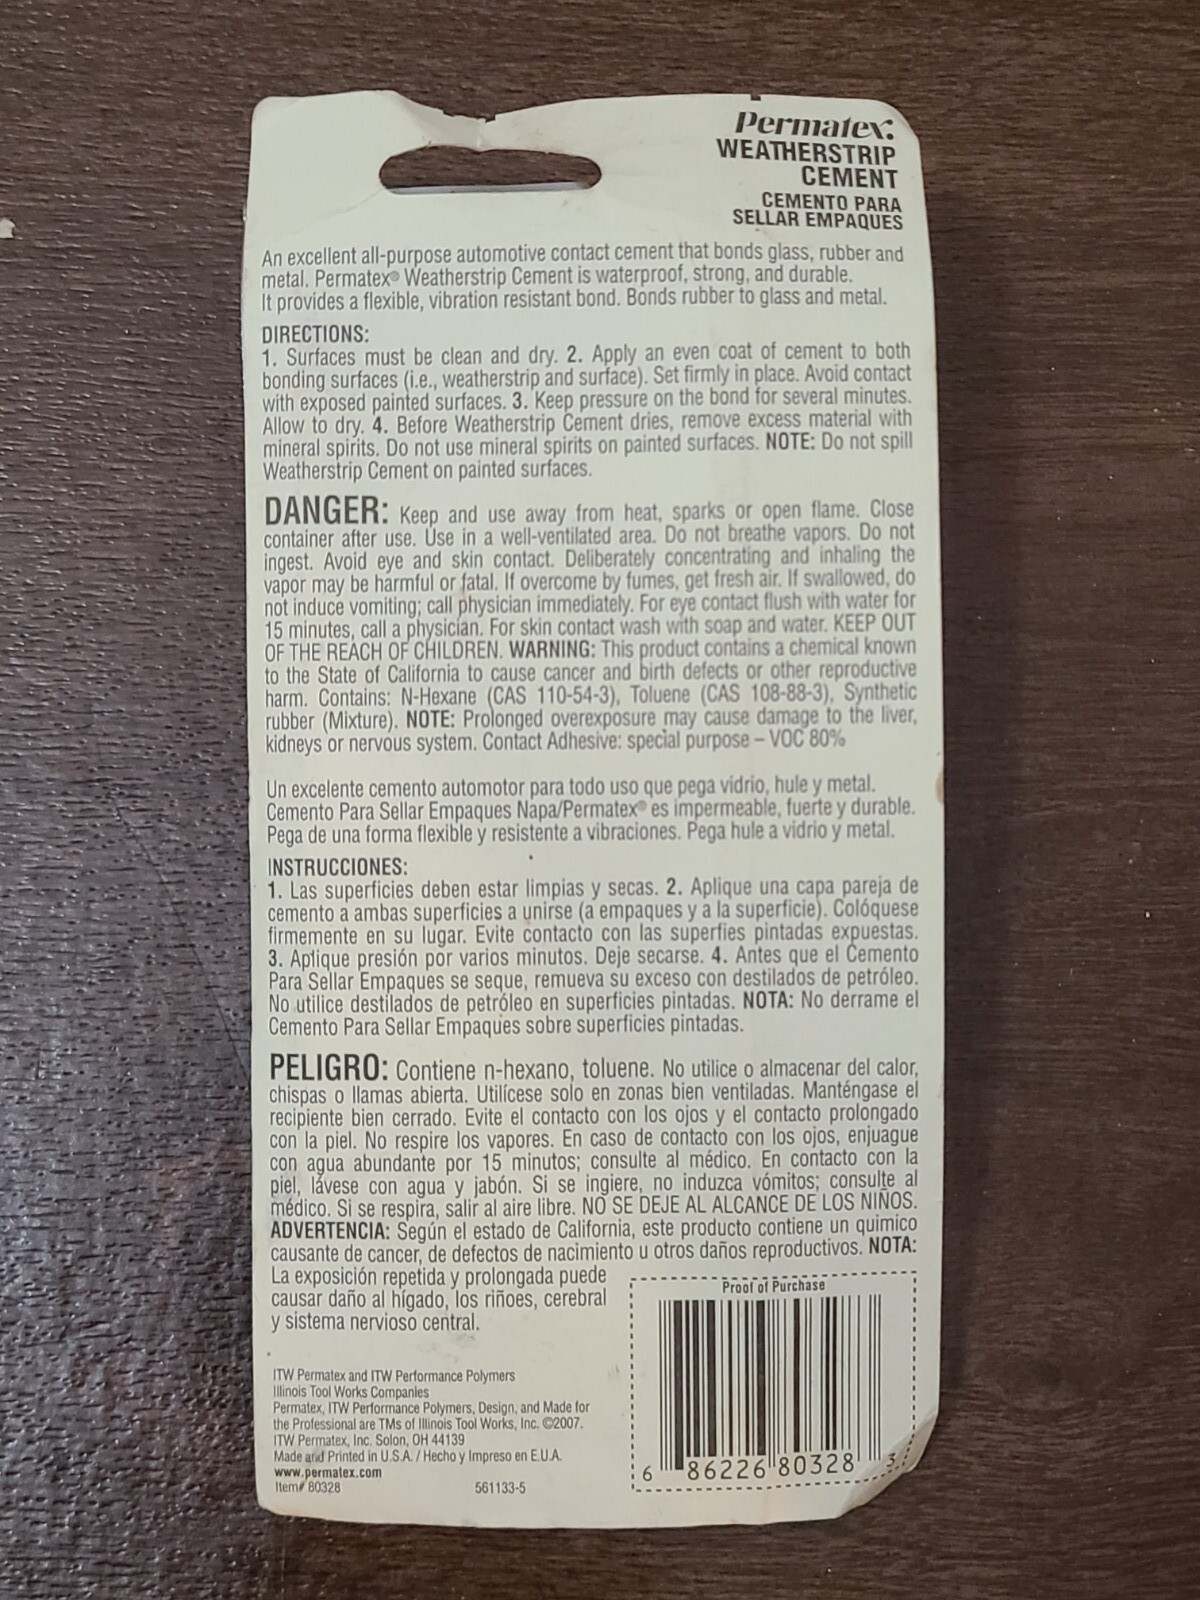 Permatex®
WEATHERSTRIP
CEMENT
CEMENTO PARA
SELLAR EMPAQUES
An excellent all-purpose automotive contact cement that bonds glass, rubber and
metal. Permatex® Weatherstrip Cement is waterproof, strong, and durable.
It provides a flexible, vibration resistant bond. Bonds rubber to glass and metal.
DIRECTIONS:
1. Surfaces must be clean and dry. 2. Apply an even coat of cement to both
bonding surfaces (i.e., weatherstrip and surface). Set firmly in place. Avoid contact
with exposed painted surfaces. 3. Keep pressure on the bond for several minutes.
Allow to dry. 4. Before Weatherstrip Cement dries, remove excess material with
mineral spirits. Do not use mineral spirits on painted surfaces. NOTE: Do not spill
Weatherstrip Cement on painted surfaces.
DANGER: Keep and use away from heat, sparks or open flame. Close
container after use. Use in a well-ventilated area. Do not breathe vapors. Do not
ingest. Avoid eye and skin contact. Deliberately concentrating and inhaling the
vapor may be harmful or fatal. If overcome by fumes, get fresh air. If swallowed, do
not induce vomiting; call physician immediately. For eye contact flush with water for
15 minutes, call a physician. For skin contact wash with soap and water. KEEP OUT
OF THE REACH OF CHILDREN. WARNING: This product contains a chemical known
to the State of California to cause cancer and birth defects or other reproductive
harm. Contains: N-Hexane (CAS 110-54-3), Toluene (CAS 108-88-3), Synthetic
rubber (Mixture). NOTE: Prolonged overexposure may cause damage to the liver,
kidneys or nervous system. Contact Adhesive: special purpose – VOC 80%
Un excelente cemento automotor para todo uso que pega vidrio, hule y metal.
Cemento Para Sellar Empaques Napa/Permatex® es impermeable, fuerte y durable.
Pega de una forma flexible y resistente a vibraciones. Pega hule a vidrio y metal.
INSTRUCCIONES:
1. Las superficies deben estar limpias y secas. 2. Aplique una capa pareja de
cemento a ambas superficies a unirse (a empaques y a la superficie). Colóquese
firmemente en su lugar. Evite contacto con las superfies pintadas expuestas.
3. Aplique presión por varios minutos. Deje secarse. 4. Antes que el Cemento
Para Sellar Empaques se seque, remueva su exceso con destilados de petróleo.
No utilice destilados de petróleo en superficies pintadas. NOTA: No derrame el
Cemento Para Sellar Empaques sobre superficies pintadas.
PELIGRO: Contiene n-hexano, toluene. No utilice o almacenar del calor,
chispas o llamas abierta. Utilícese solo en zonas bien ventiladas. Manténgase el
recipiente bien cerrado. Evite el contacto con los ojos y el contacto prolongado
con la piel. No respire los vapores. En caso de contacto con los ojos, enjuague
con agua abundante por 15 minutos; consulte al médico. En contacto con la
piel, lávese con agua y jabón. Si se ingiere, no induzca vómitos; consulte al
médico. Si se respira, salir al aire libre. NO SE DEJE AL ALCANCE DE LOS NIÑOS.
ADVERTENCIA: Según el estado de California, este producto contiene un quimico
causante de cancer, de defectos de nacimiento u otros daños reproductivos. NOTA:
La exposición repetida y prolongada puede
causar daño al hígado, los riñoes, cerebral
y sistema nervioso central.
Proof of Purchase
6 86226 80328 3
ITW Permatex and ITW Performance Polymers
Illinois Tool Works Companies
Permatex, ITW Performance Polymers, Design, and Made for
the Professional are TMs of Illinois Tool Works, Inc. ©2007.
ITW Permatex, Inc. Solon, OH 44139
Made and Printed in U.S.A. / Hecho y Impreso en E.U.A.
www.permatex.com
Item# 80328 561133-5